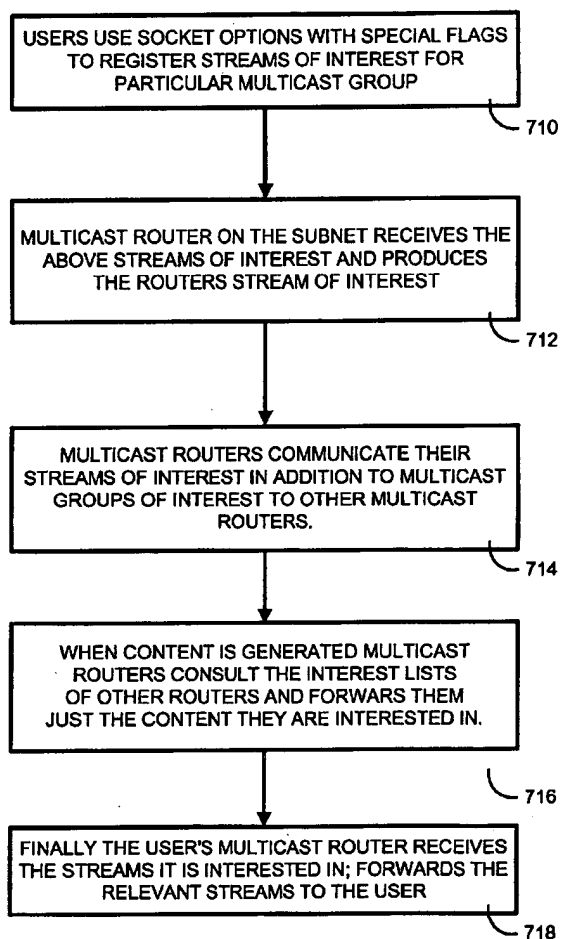 USERS USE SOCKET OPTIONS WITH SPECIAL FLAGS
TO REGISTER STREAMS OF INTEREST FOR
PARTICULAR MULTICAST GROUP
710
MULTICAST ROUTER ON THE SUBNET RECEIVES THE
ABOVE STREAMS OF INTEREST AND PRODUCES
THE ROUTERS STREAM OF INTEREST
712
MULTICAST ROUTERS COMMUNICATE THEIR
STREAMS OF INTEREST IN ADDITION TO MULTICAST
GROUPS OF INTEREST TO OTHER MULTICAST
ROUTERS.
714
WHEN CONTENT IS GENERATED MULTICAST
ROUTERS CONSULT THE INTEREST LISTS
OF OTHER ROUTERS AND FORWARS THEM
JUST THE CONTENT THEY ARE INTERESTED IN.
716
FINALLY THE USER'S MULTICAST ROUTER RECEIVES
THE STREAMS IT IS INTERESTED IN; FORWARDS THE
RELEVANT STREAMS TO THE USER
718